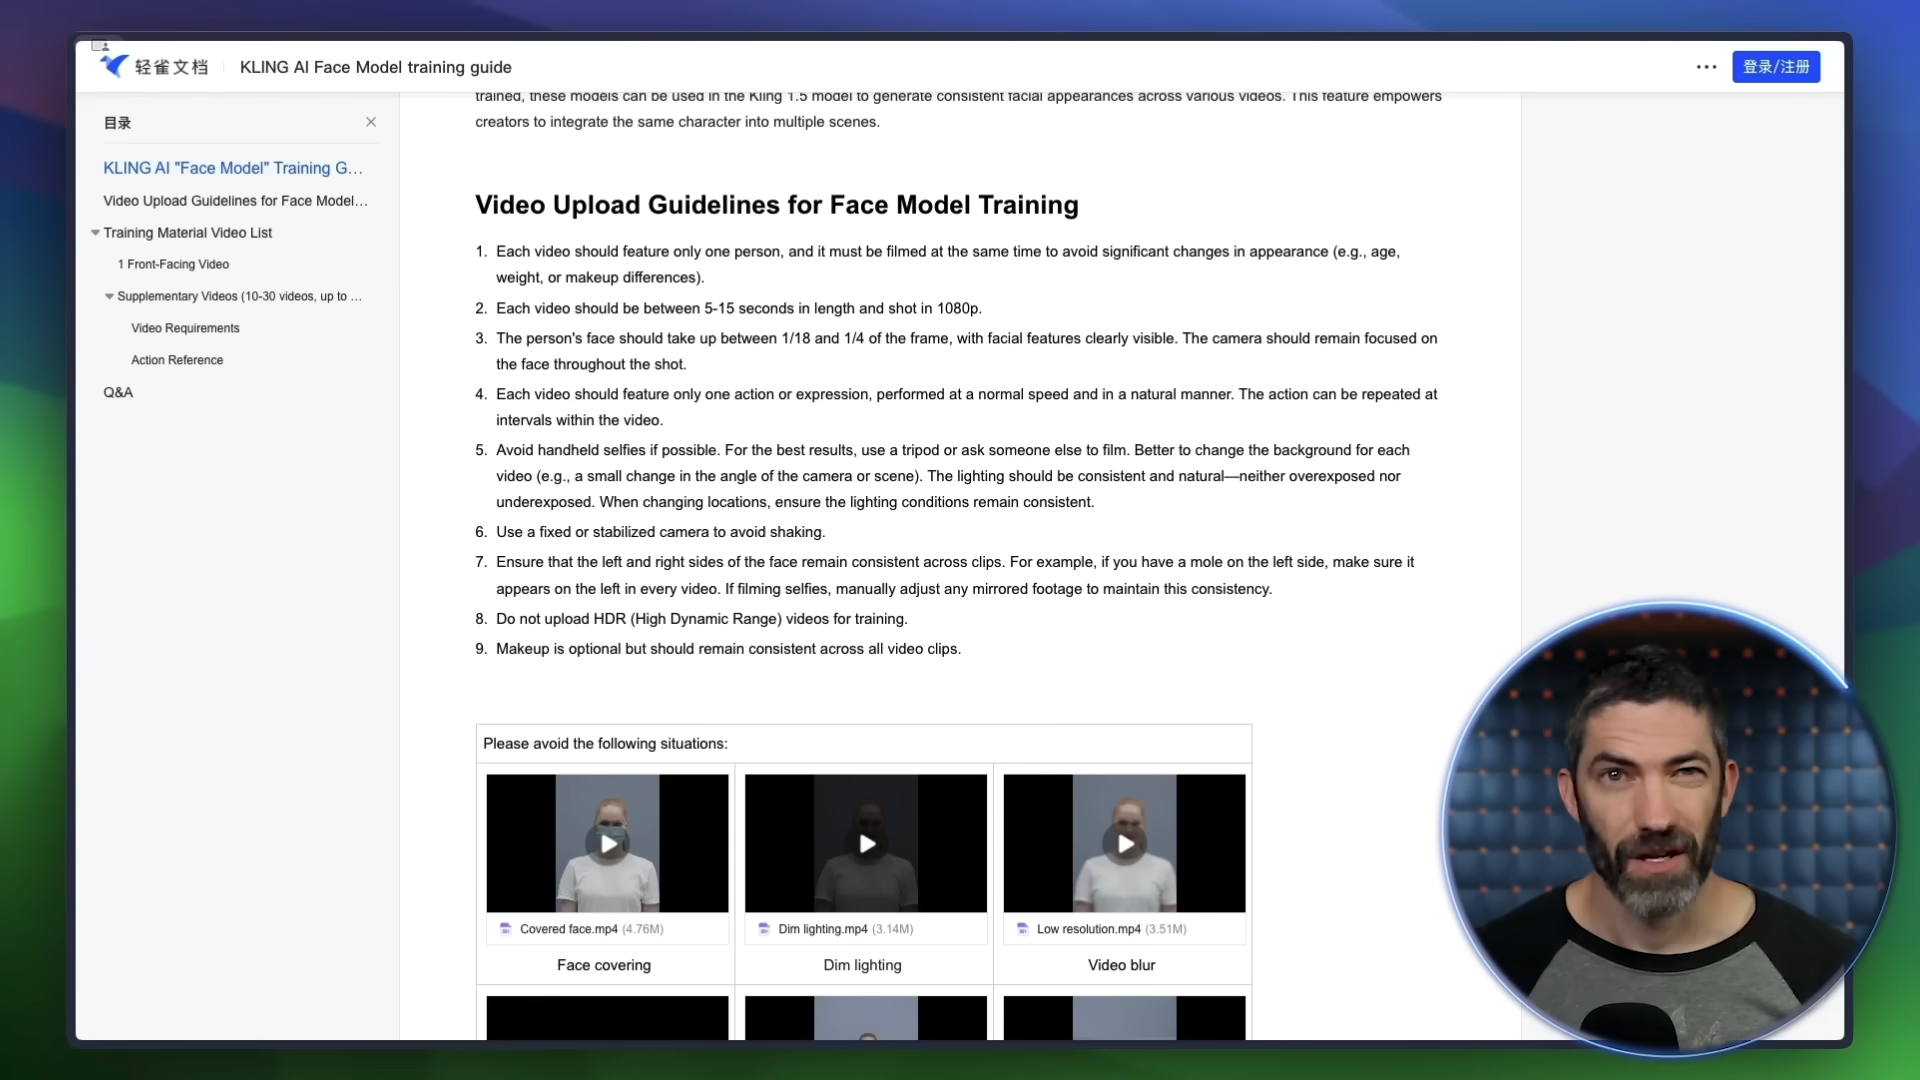 轻雀文档
KLING AI Face Model training guide
登录/注册
目录
KLING AI "Face Model" Training G...
Video Upload Guidelines for Face Model...
Training Material Video List
1 Front-Facing Video
Supplementary Videos (10-30 videos, up to ...
Video Requirements
Action Reference
Q&A
trained, these models can be used in the Kling 1.5 model to generate consistent facial appearances across various videos. This feature empowers
creators to integrate the same character into multiple scenes.
Video Upload Guidelines for Face Model Training
1. Each video should feature only one person, and it must be filmed at the same time to avoid significant changes in appearance (e.g., age,
weight, or makeup differences).
2. Each video should be between 5-15 seconds in length and shot in 1080p.
3. The person's face should take up between 1/18 and 1/4 of the frame, with facial features clearly visible. The camera should remain focused on
the face throughout the shot.
4. Each video should feature only one action or expression, performed at a normal speed and in a natural manner. The action can be repeated at
intervals within the video.
5. Avoid handheld selfies if possible. For the best results, use a tripod or ask someone else to film. Better to change the background for each
video (e.g., a small change in the angle of the camera or scene). The lighting should be consistent and natural—neither overexposed nor
underexposed. When changing locations, ensure the lighting conditions remain consistent.
6. Use a fixed or stabilized camera to avoid shaking.
7. Ensure that the left and right sides of the face remain consistent across clips. For example, if you have a mole on the left side, make sure it
appears on the left in every video. If filming selfies, manually adjust any mirrored footage to maintain this consistency.
8. Do not upload HDR (High Dynamic Range) videos for training.
9. Makeup is optional but should remain consistent across all video clips.
Please avoid the following situations:
Covered face.mp4 (4.76M)
Dim lighting.mp4 (3.14M)
Low resolution.mp4 (3.51M)
Face covering
Dim lighting
Video blur